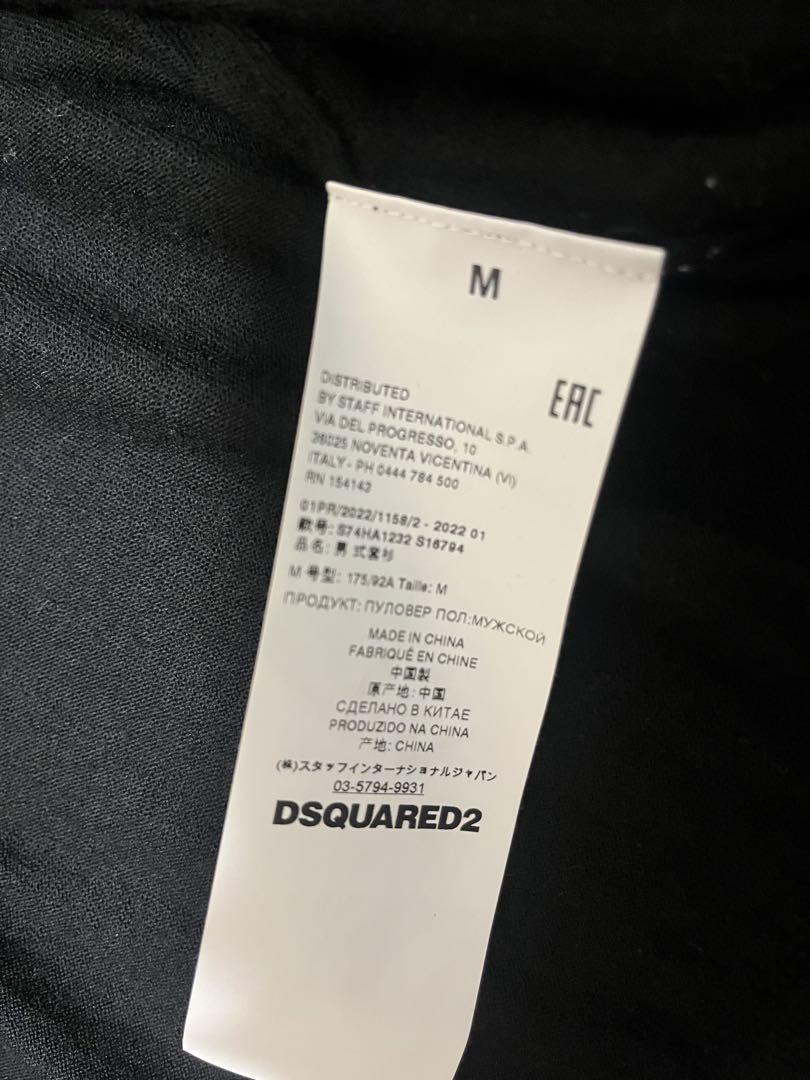 M
EAC
DISTRIBUTED
BY STAFF INTERNATIONAL S.P.A.
VIA DEL PROGRESSO, 10
36025 NOVENTA VICENTINA (VI)
ITALY - PH 0444 784 500
RN 154142
01PR/2022/1158/2 - 2022 01
款号: S74HA1232 S16794
品名: 男 式套衫
M 号型: 175/92A Taille: M
ПРОДУКТ: ПУЛОВЕР ПОЛ:МУЖСКОЙ
MADE IN CHINA
FABRIQUÉ EN CHINE
中国製
原产地: 中国
СДЕЛАНО В КИТАЕ
PRODUZIDO NA CHINA
产地: CHINA
(株)スタッフインターナショナルジャパン
03-5794-9931
DSQUARED2